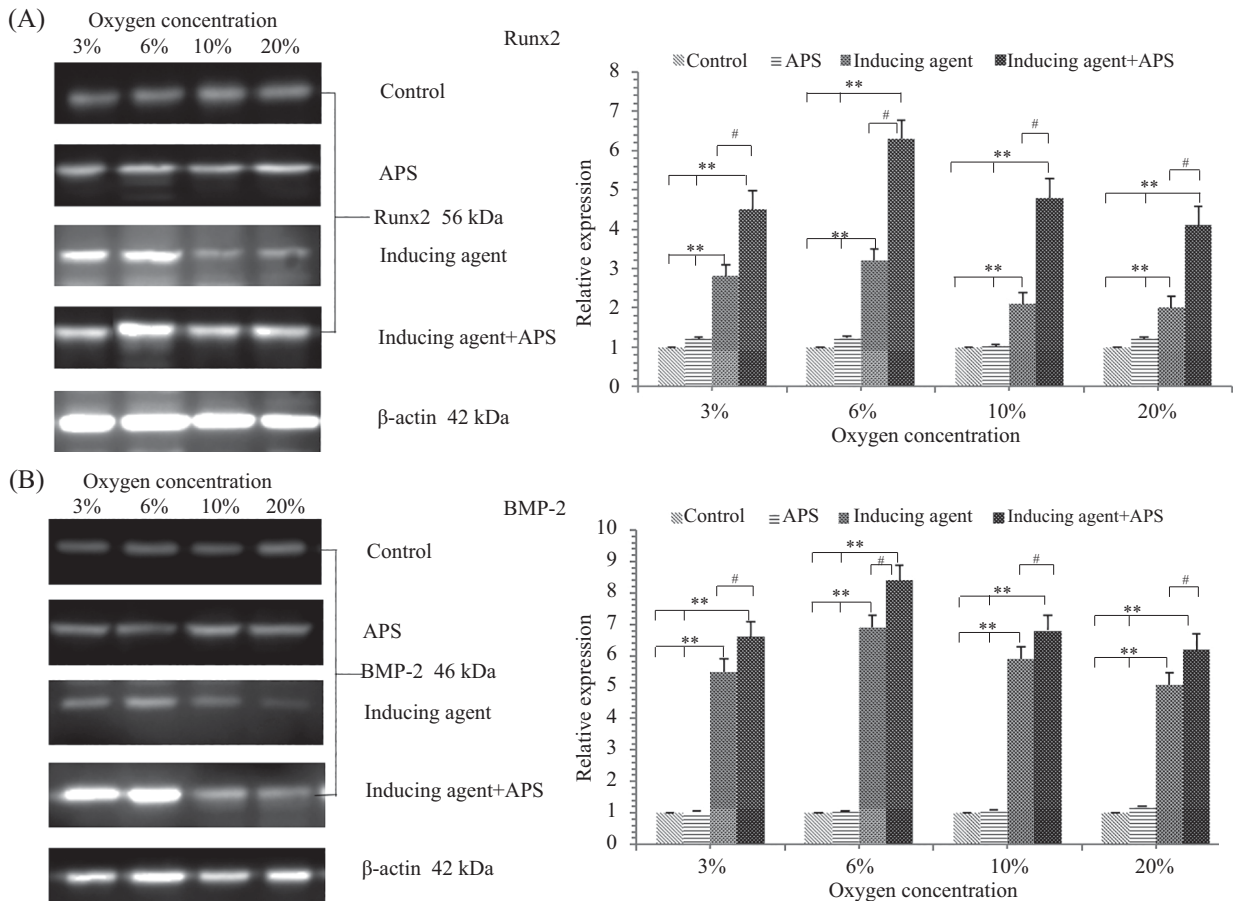 (A)
Oxygen concentration
3% 6% 10% 20%
Control
APS
Runx2 56 kDa
Inducing agent
Inducing agent+APS
β-actin 42 kDa
Runx2
Control APS Inducing agent Inducing agent+APS
Relative expression
8
7
6
5
4
3
2
1
0
** # **
** # **
** # **
** # **
3% 6% 10% 20%
Oxygen concentration
(B)
Oxygen concentration
3% 6% 10% 20%
Control
APS
BMP-2 46 kDa
Inducing agent
Inducing agent+APS
β-actin 42 kDa
BMP-2
Control APS Inducing agent Inducing agent+APS
Relative expression
10
9
8
7
6
5
4
3
2
1
0
** # **
** # **
** # **
** # **
3% 6% 10% 20%
Oxygen concentration